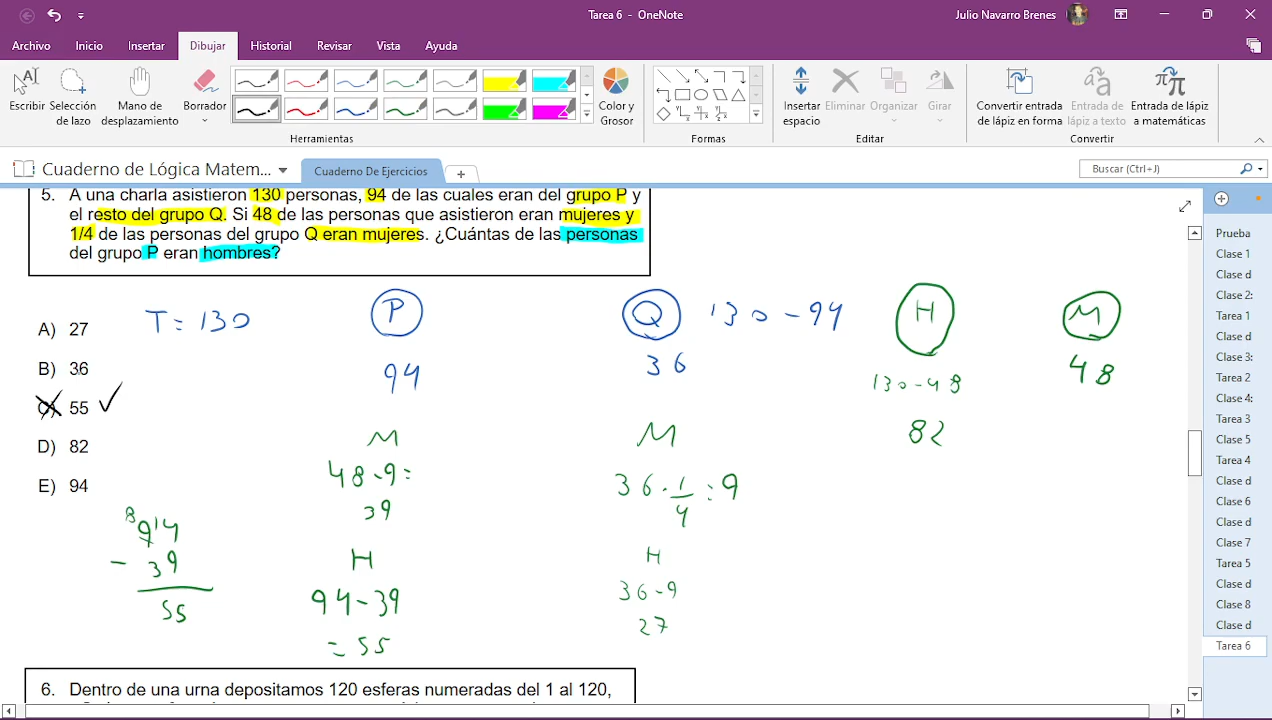 Tarea 6 - OneNote
Julio Navarro Brenes
Archivo Inicio Insertar Dibujar Historial Revisar Vista Ayuda
Escribir
Selección de lazo
Mano de desplazamiento
Borrador
Color y Grosor
Insertar espacio
Eliminar
Organizar
Girar
Convertir entrada de lápiz en forma
Entrada de lápiz a texto
Entrada de lápiz a matemáticas
Herramientas
Formas
Editar
Convertir
Cuaderno de Lógica Matem...
Cuaderno De Ejercicios
Buscar (Ctrl+J)
5. A una charla asistieron 130 personas, 94 de las cuales eran del grupo P y
el resto del grupo Q. Si 48 de las personas que asistieron eran mujeres y
1/4 de las personas del grupo Q eran mujeres. ¿Cuántas de las personas
del grupo P eran hombres?
T = 130
P
94
M
48 - 9 =
39
H
94 - 39
= 55
Q 130 - 94
36
M
36 · 1/4 = 9
H
36 - 9
27
H
130 - 48
82
M
48
A) 27
B) 36
C) 55 ✓
D) 82
E) 94
8
9 14
- 39
55
6. Dentro de una urna depositamos 120 esferas numeradas del 1 al 120,
Prueba
Clase 1
Clase d
Clase 2:
Tarea 1
Clase d
Clase 3:
Tarea 2
Clase 4:
Tarea 3
Clase 5
Tarea 4
Clase d
Clase 6
Clase d
Clase 7
Tarea 5
Clase d
Clase 8
Clase d
Tarea 6